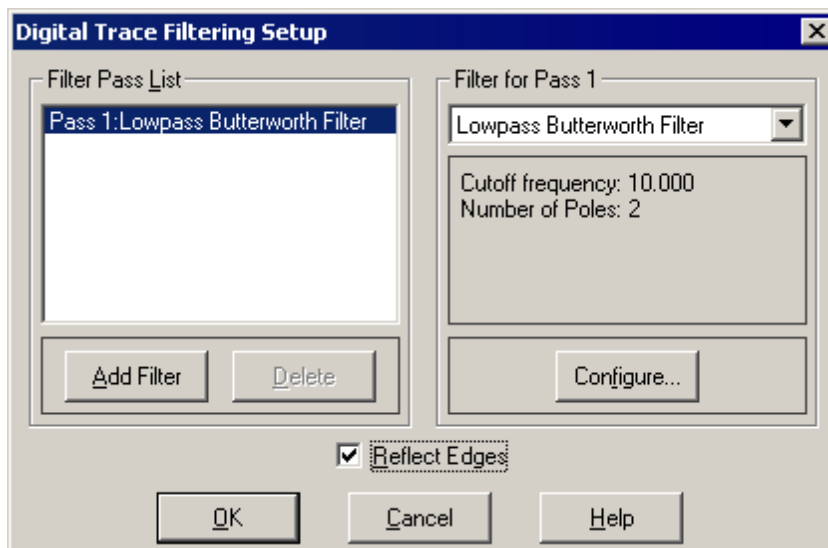 Digital Trace Filtering Setup
Filter Pass List
Pass 1:Lowpass Butterworth Filter
Add Filter
Delete
Filter for Pass 1
Lowpass Butterworth Filter
Cutoff frequency: 10.000
Number of Poles: 2
Configure...
Reflect Edges
OK
Cancel
Help